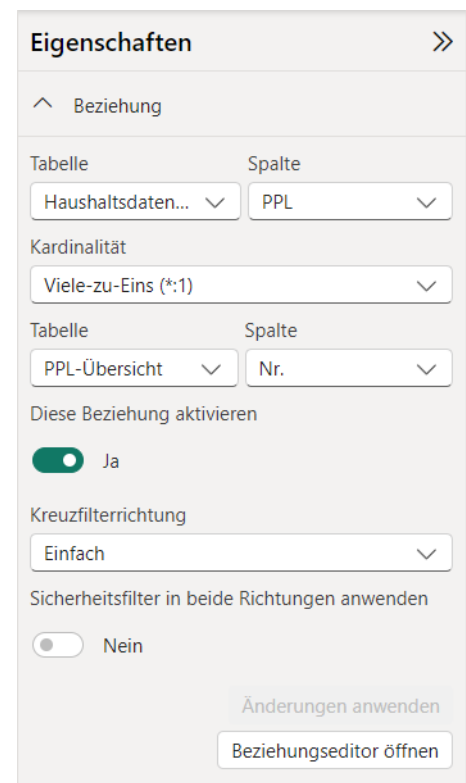 Eigenschaften
Beziehung
Tabelle Spalte
Haushaltsdaten... PPL
Kardinalität
Viele-zu-Eins (*:1)
Tabelle Spalte
PPL-Übersicht Nr.
Diese Beziehung aktivieren
Ja
Kreuzfilterrichtung
Einfach
Sicherheitsfilter in beide Richtungen anwenden
Nein
Änderungen anwenden
Beziehungseditor öffnen